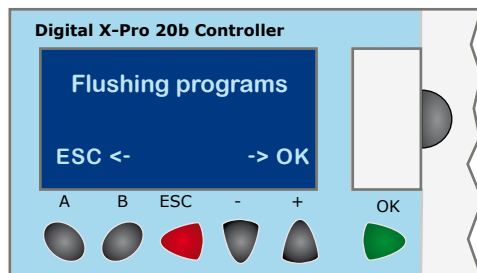 Digital X-Pro 20b Controller
Flushing programs
ESC <- -> OK
A B ESC - + OK